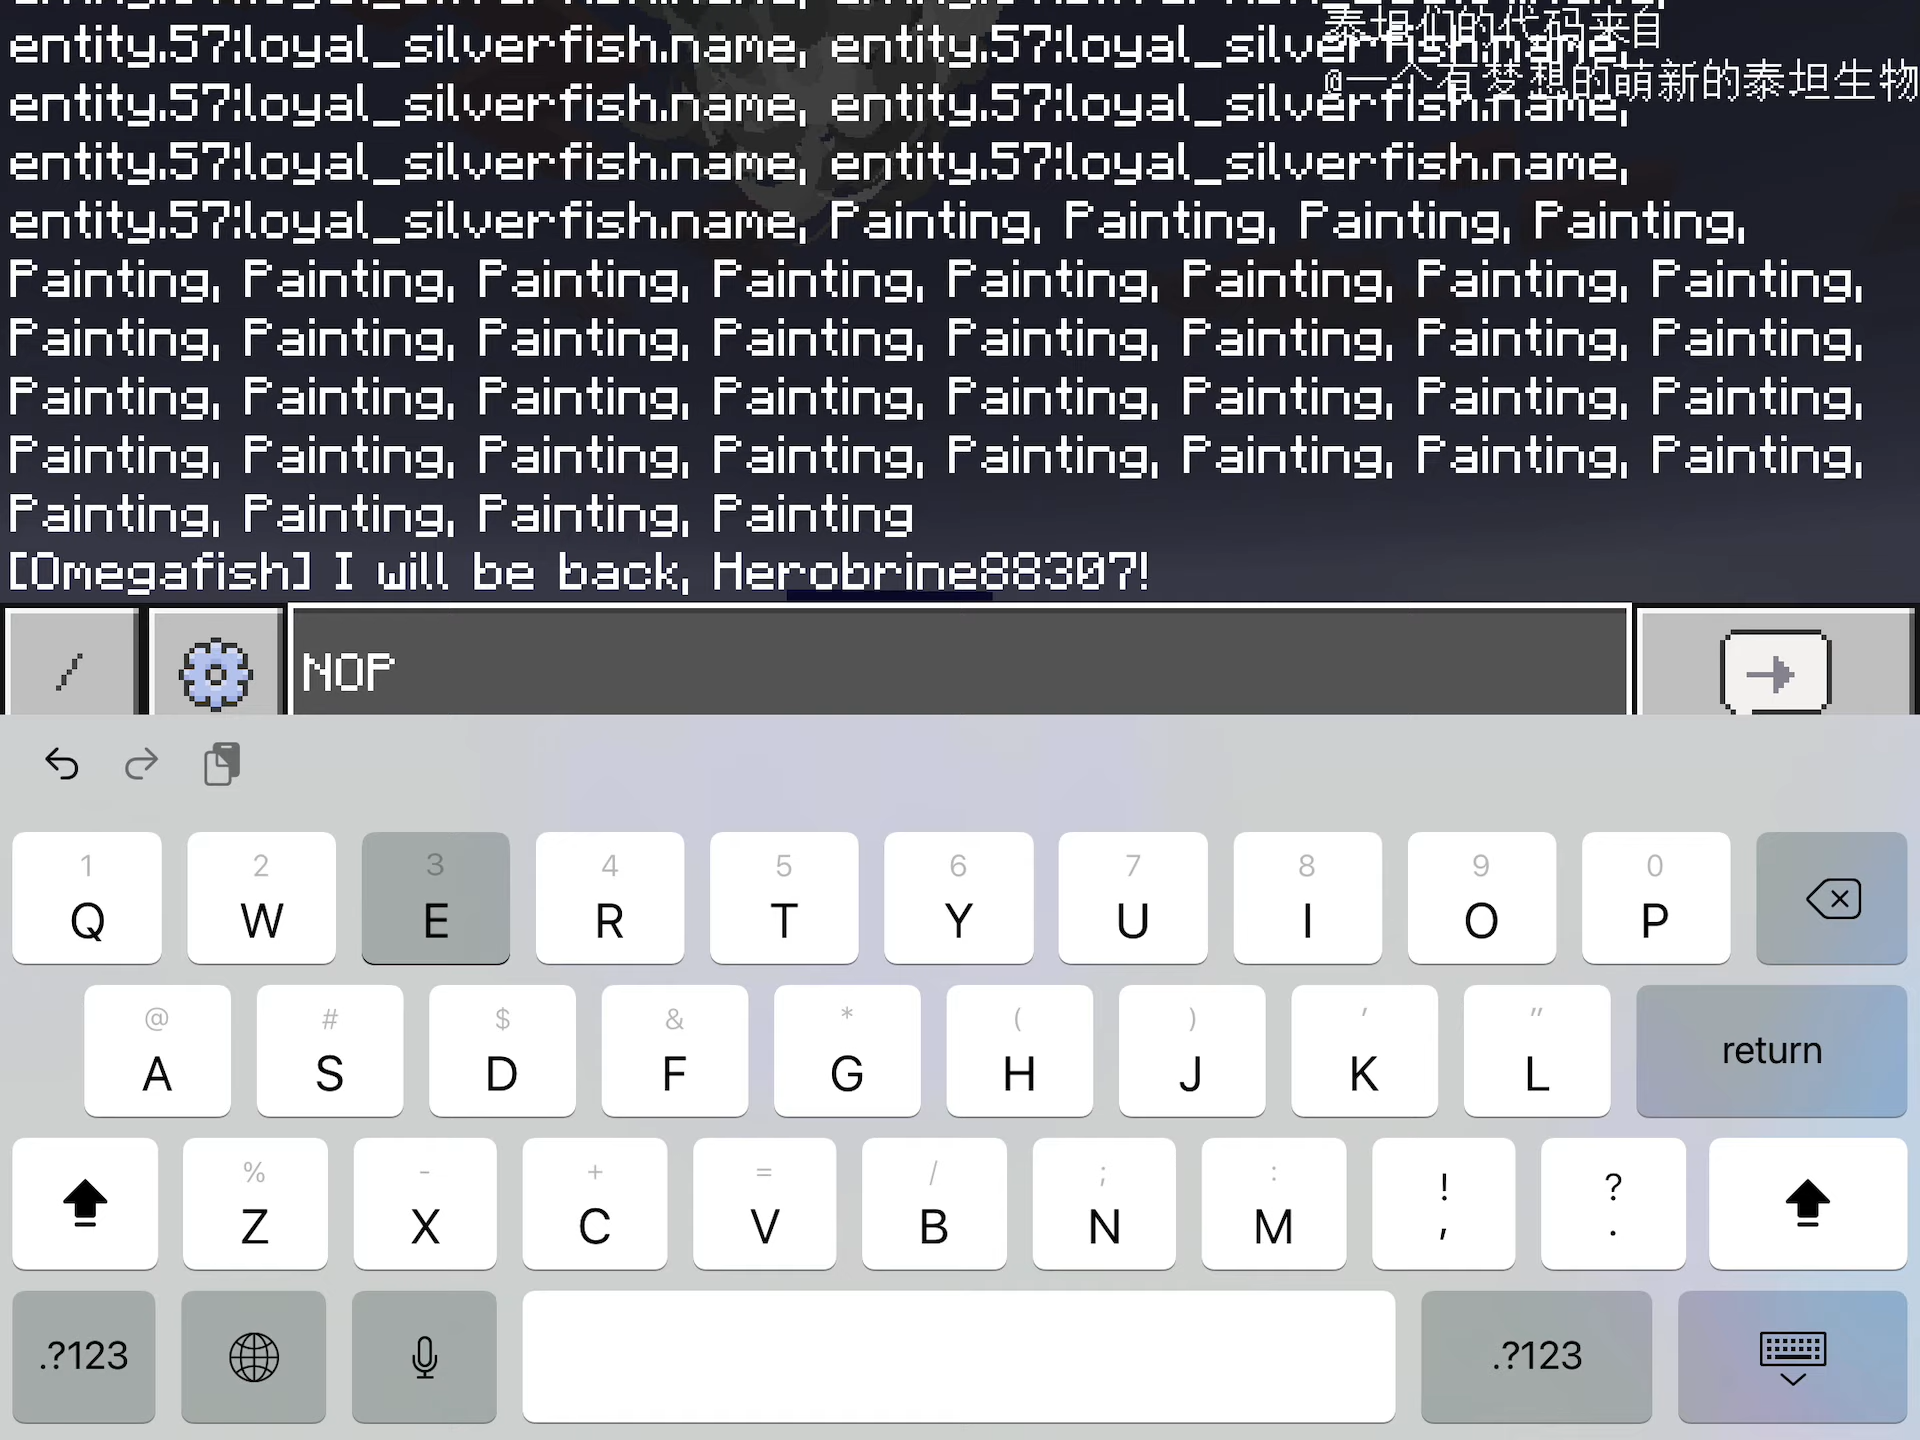 entity.57:loyal_silverfish.name, entity.57:loyal_silverfish.name,
泰坦们的代码来自
entity.57:loyal_silverfish.name, entity.57:loyal_silverfish.name,
@一个有梦想的萌新的泰坦生物
entity.57:loyal_silverfish.name, entity.57:loyal_silverfish.name,
entity.57:loyal_silverfish.name, Painting, Painting, Painting, Painting,
Painting, Painting, Painting, Painting, Painting, Painting, Painting, Painting,
Painting, Painting, Painting, Painting, Painting, Painting, Painting, Painting,
Painting, Painting, Painting, Painting, Painting, Painting, Painting, Painting,
Painting, Painting, Painting, Painting, Painting, Painting, Painting, Painting,
Painting, Painting, Painting, Painting
[Omegafish] I will be back, Herobrine88307!
/ NOP
1 2 3 4 5 6 7 8 9 0
Q W E R T Y U I O P
@ # $ & * ( ) ' "
A S D F G H J K L return
% - + = / ; : ! ?
Z X C V B N M , .
.?123 .?123